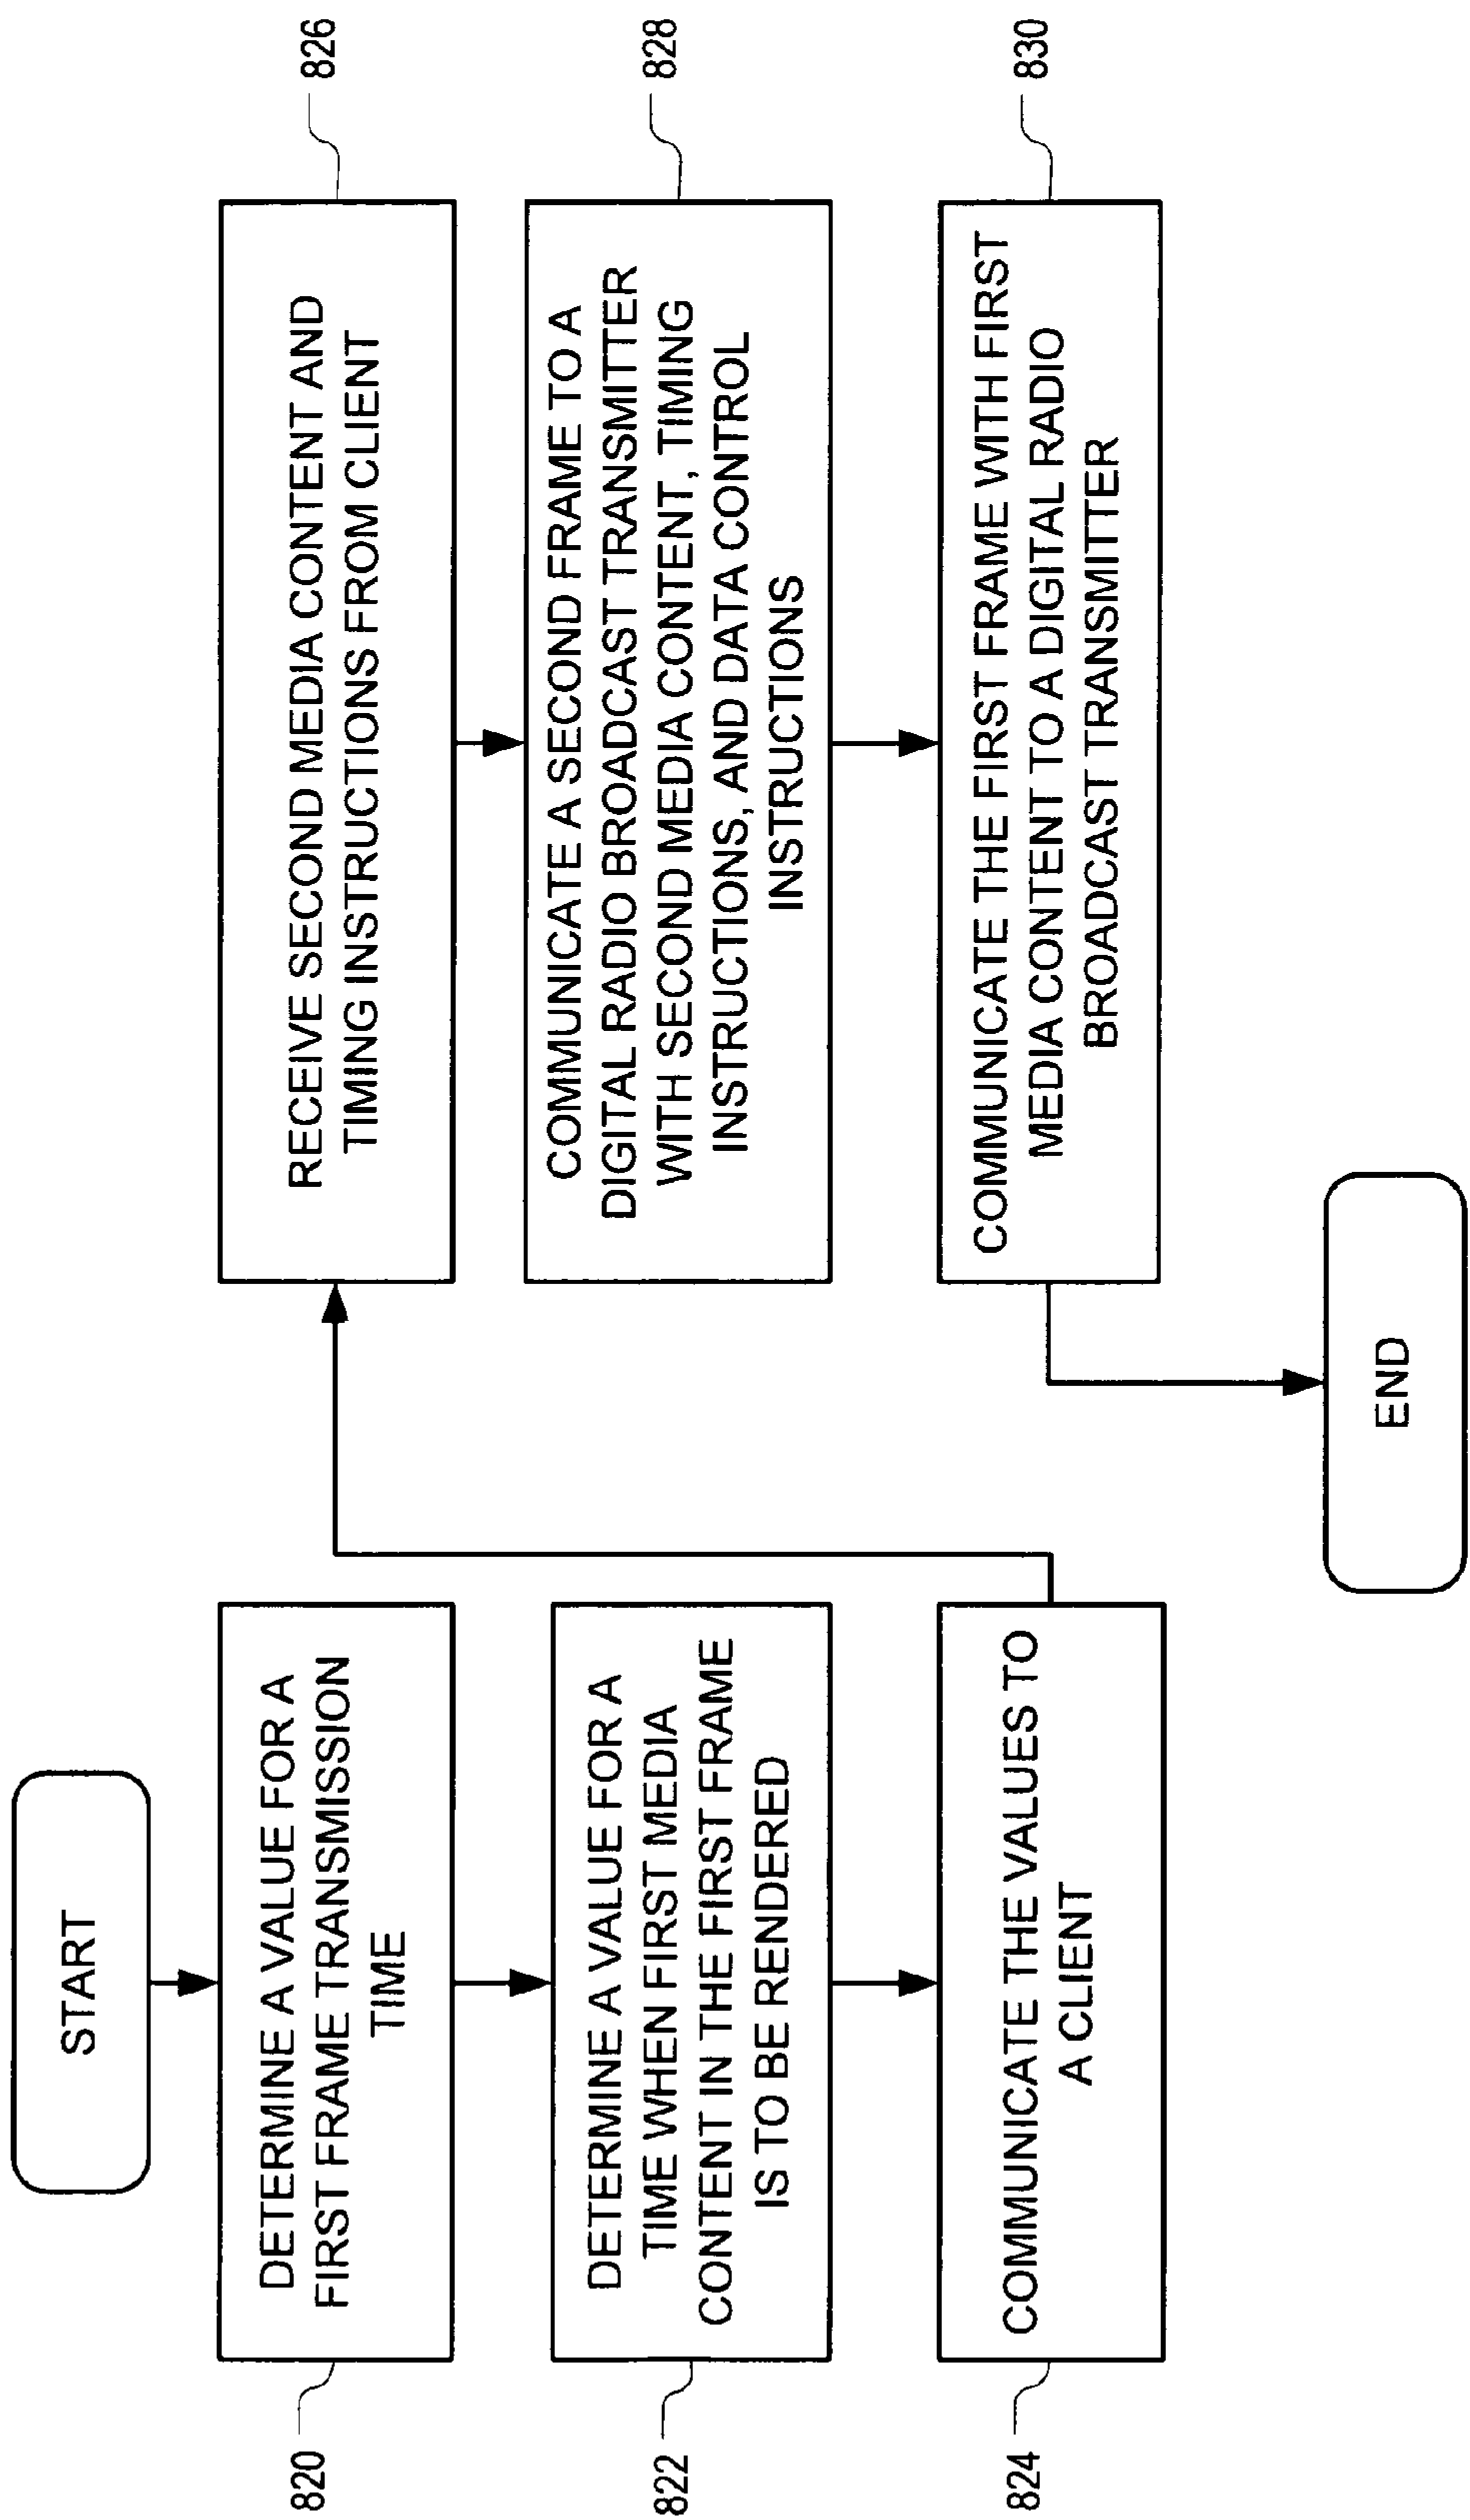 START
820
DETERMINE A VALUE FOR A
FIRST FRAME TRANSMISSION
TIME
822
DETERMINE A VALUE FOR A
TIME WHEN FIRST MEDIA
CONTENT IN THE FIRST FRAME
IS TO BE RENDERED
824
COMMUNICATE THE VALUES TO
A CLIENT
826
RECEIVE SECOND MEDIA CONTENT AND
TIMING INSTRUCTIONS FROM CLIENT
828
COMMUNICATE A SECOND FRAME TO A
DIGITAL RADIO BROADCAST TRANSMITTER
WITH SECOND MEDIA CONTENT, TIMING
INSTRUCTIONS, AND DATA CONTROL
INSTRUCTIONS
830
COMMUNICATE THE FIRST FRAME WITH FIRST
MEDIA CONTENT TO A DIGITAL RADIO
BROADCAST TRANSMITTER
END